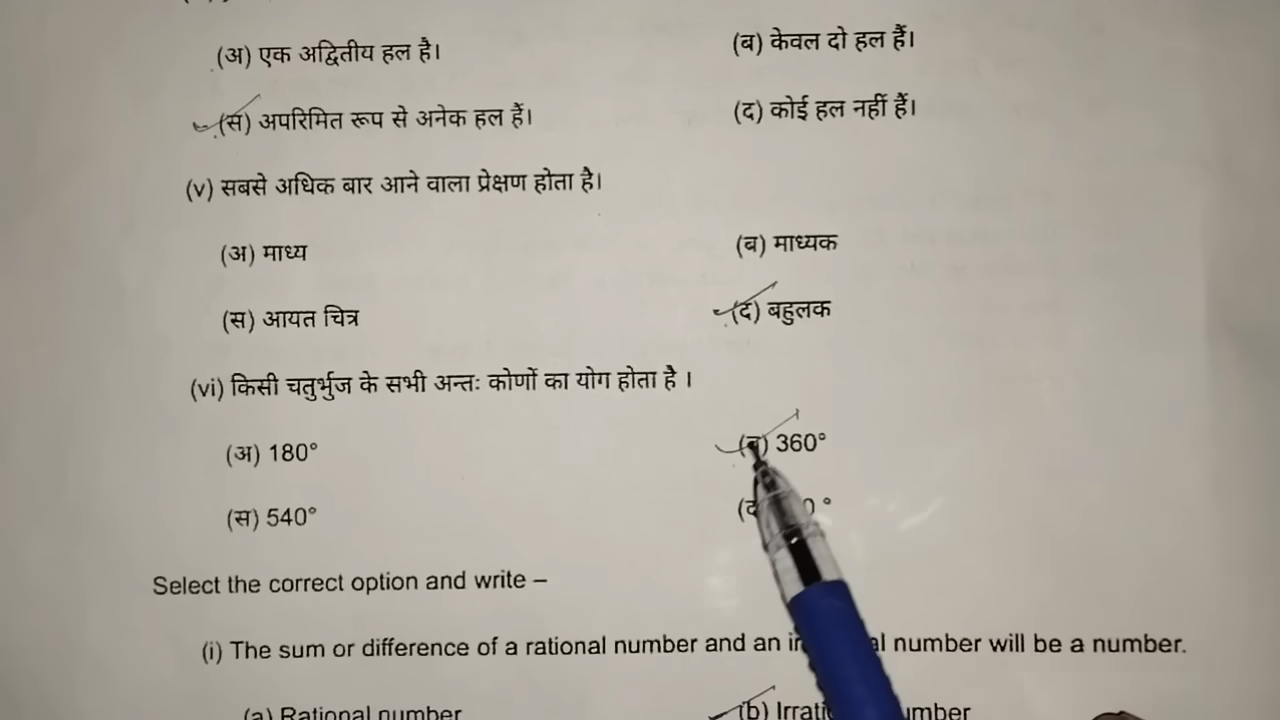 (अ) एक अद्वितीय हल है।
(ब) केवल दो हल हैं।
(स) अपरिमित रूप से अनेक हल हैं।
(द) कोई हल नहीं हैं।
(v) सबसे अधिक बार आने वाला प्रेक्षण होता है।
(अ) माध्य
(ब) माध्यक
(स) आयत चित्र
(द) बहुलक
(vi) किसी चतुर्भुज के सभी अन्तः कोणों का योग होता है ।
(अ) 180°
(ब) 360°
(स) 540°
Select the correct option and write –
(i) The sum or difference of a rational number and an number will be a number.
(a) Rational number
(b)